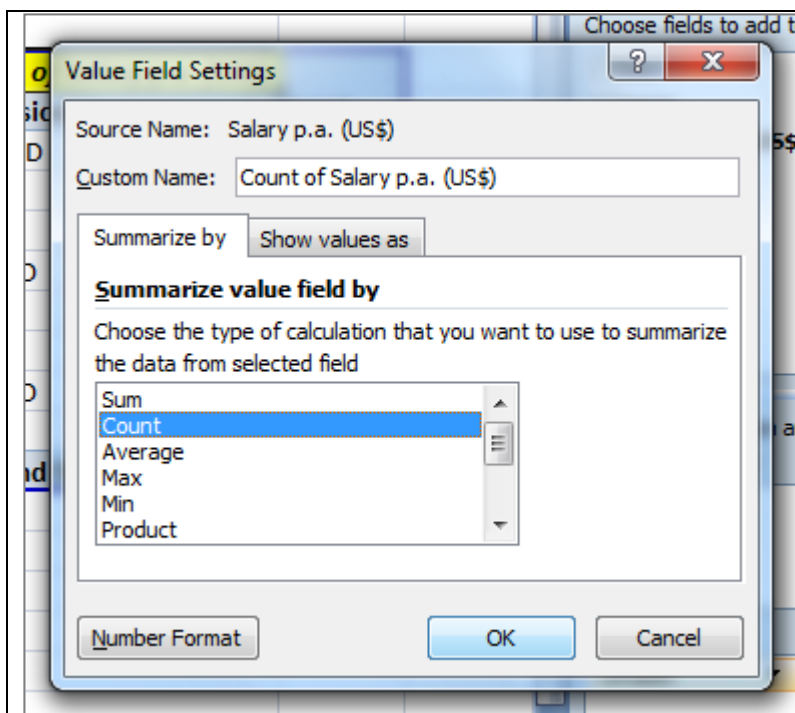 Choose fields to add t
Value Field Settings
Source Name: Salary p.a. (US$)
Custom Name: Count of Salary p.a. (US$)
Summarize by Show values as
Summarize value field by
Choose the type of calculation that you want to use to summarize
the data from selected field
Sum
Count
Average
Max
Min
Product
Number Format OK Cancel